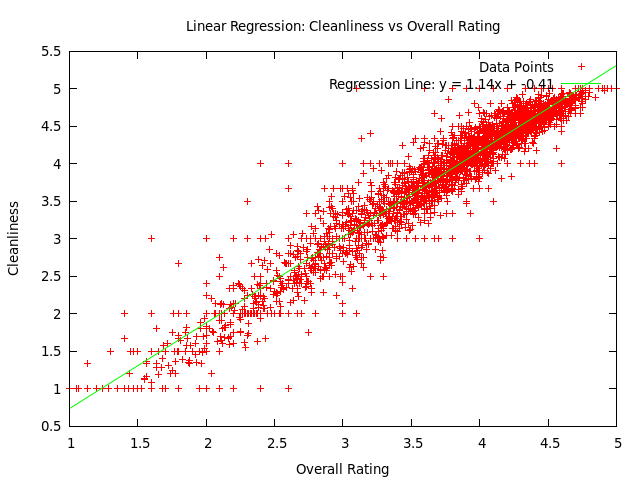 Linear Regression: Cleanliness vs Overall Rating
5.5
5
4.5
4
3.5
3
2.5
2
1.5
1
0.5
Data Points
Regression Line: y = 1.14x + -0.41
Cleanliness
1 1.5 2 2.5 3 3.5 4 4.5 5
Overall Rating